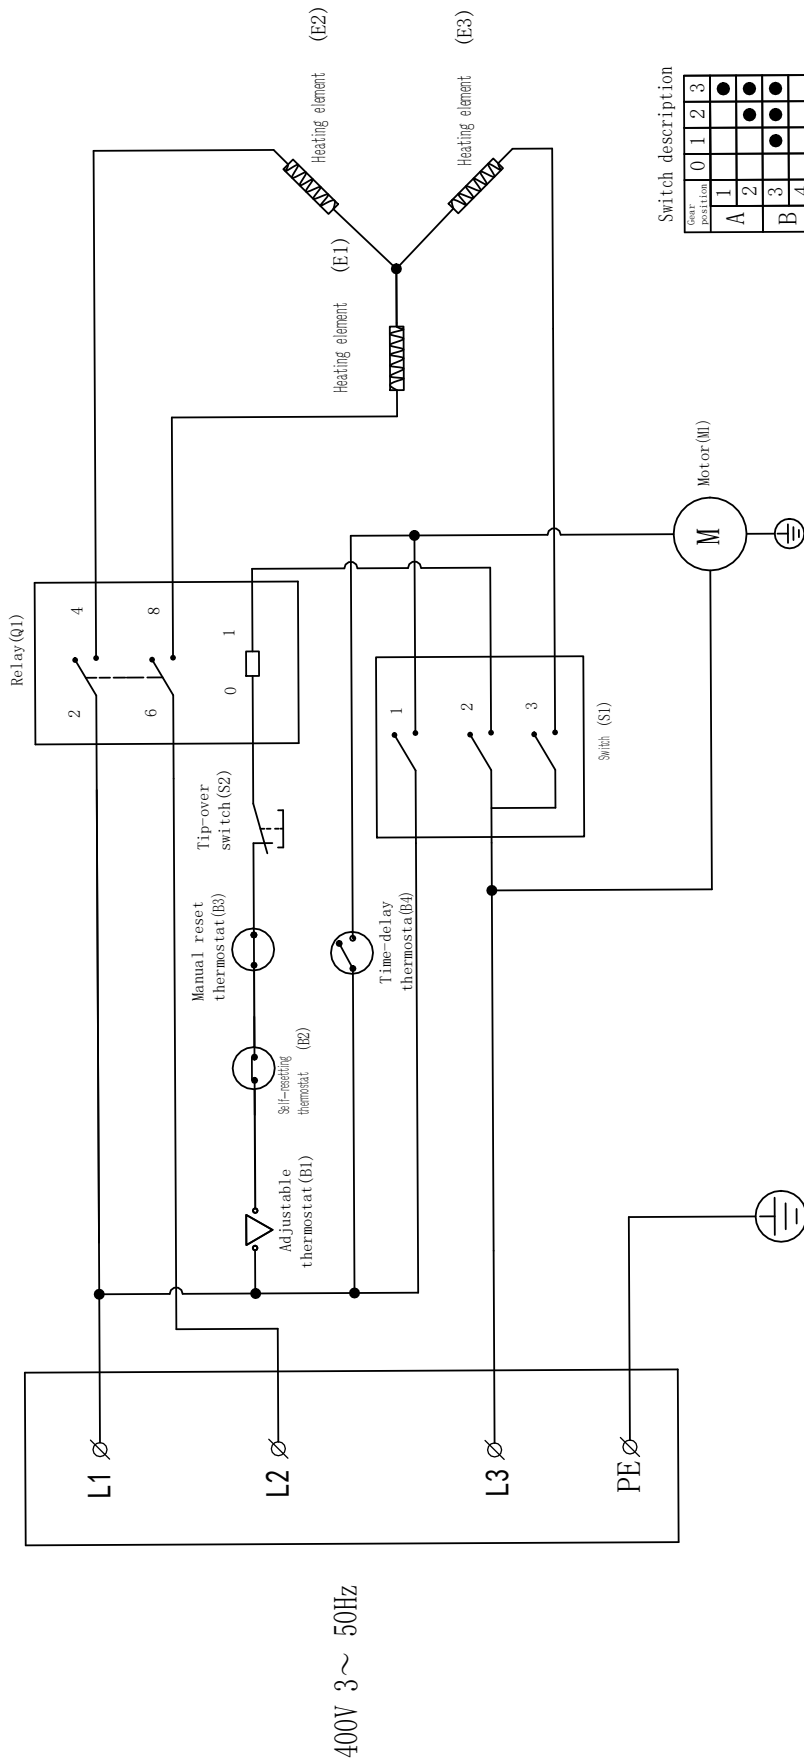 400V 3～ 50Hz
L1
L2
L3
PE
Relay(Q1)
2
4
6
8
0
1
Tip-over
switch(S2)
Manual reset
thermostat(B3)
Self-resetting
thermostat (B2)
Adjustable
thermostat(B1)
Time-delay
thermosta(B4)
1
2
3
Switch (S1)
Heating element (E1)
Heating element (E2)
Heating element (E3)
Motor(M1)
M
Switch description
Gear
position 0 1 2 3
A 1 ● 
2 ● ●
B 3 ● ● ●
4